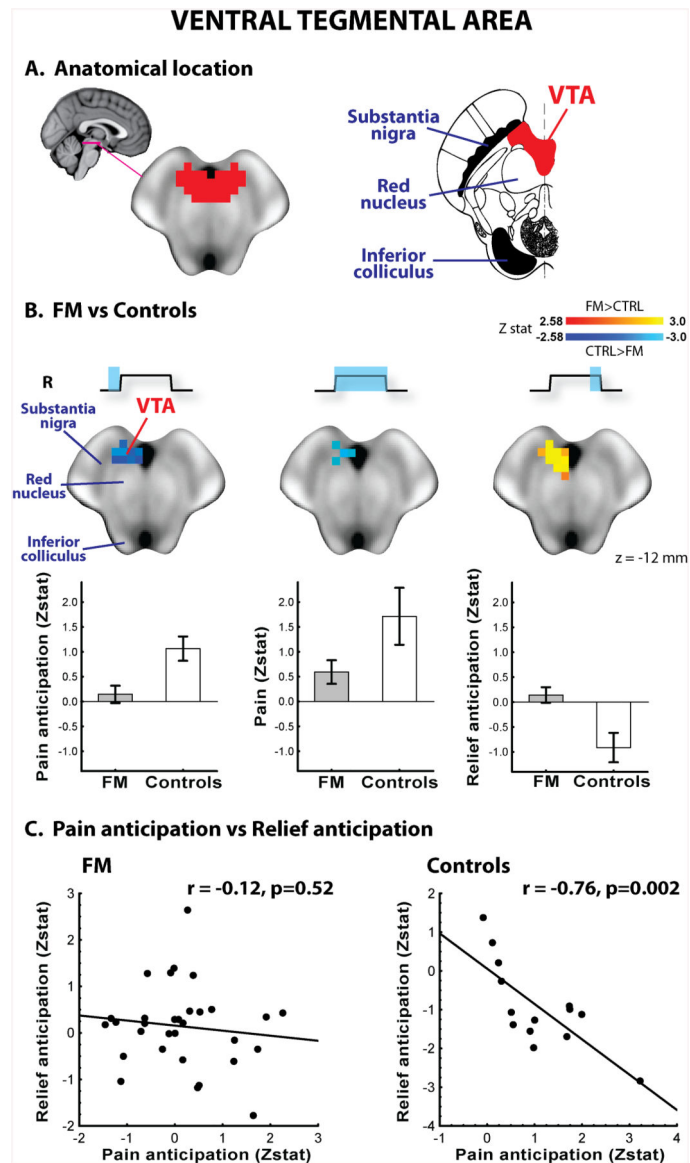 VENTRAL TEGMENTAL AREA
A. Anatomical location
VTA
Substantia
nigra
Red
nucleus
Inferior
colliculus
B. FM vs Controls
FM>CTRL
Z stat
2.58
3.0
-2.58
-3.0
CTRL>FM
R
Substantia
nigra
VTA
Red
nucleus
Inferior
colliculus
z = -12 mm
Pain anticipation (Zstat)
2.0
1.5
1.0
0.5
0.0
-0.5
-1.0
FM Controls
Pain (Zstat)
2.0
1.5
1.0
0.5
0.0
-0.5
-1.0
FM Controls
Relief anticipation (Zstat)
2.0
1.5
1.0
0.5
0.0
-0.5
-1.0
FM Controls
C. Pain anticipation vs Relief anticipation
FM
r = -0.12, p=0.52
Relief anticipation (Zstat)
3
2
1
0
-1
-2
-2 -1 0 1 2 3
Pain anticipation (Zstat)
Controls
r = -0.76, p=0.002
Relief anticipation (Zstat)
2
1
0
-1
-2
-3
-4
-1 0 1 2 3 4
Pain anticipation (Zstat)